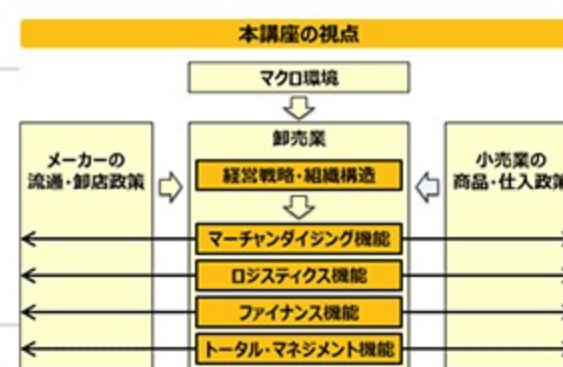 本講座の視点
マクロ環境
卸売業
メーカーの
流通・卸店政策
経営戦略・組織構造
小売業の
商品・仕入政策
マーチャンダイジング機能
ロジスティクス機能
ファイナンス機能
トータル・マネジメント機能